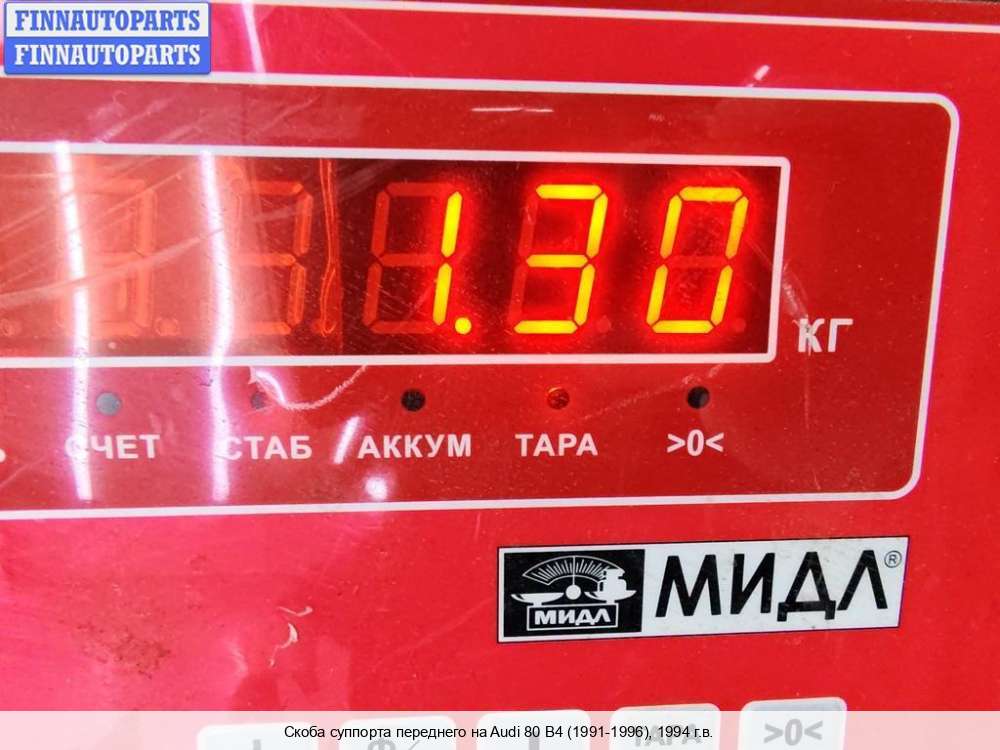 FINNAUTOPARTS
FINNAUTOPARTS
1.30
КГ
СЧЕТ СТАБ АККУМ ТАРА >0<
МИДЛ МИДЛ®
ТАРА >0<
Скоба суппорта переднего на Audi 80 B4 (1991-1996), 1994 г.в.